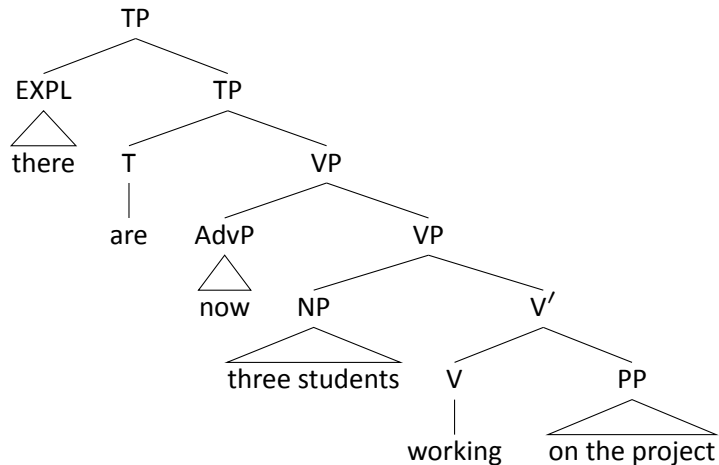 TP
EXPL TP
there T VP
are AdvP VP
now NP V′
three students V PP
working on the project